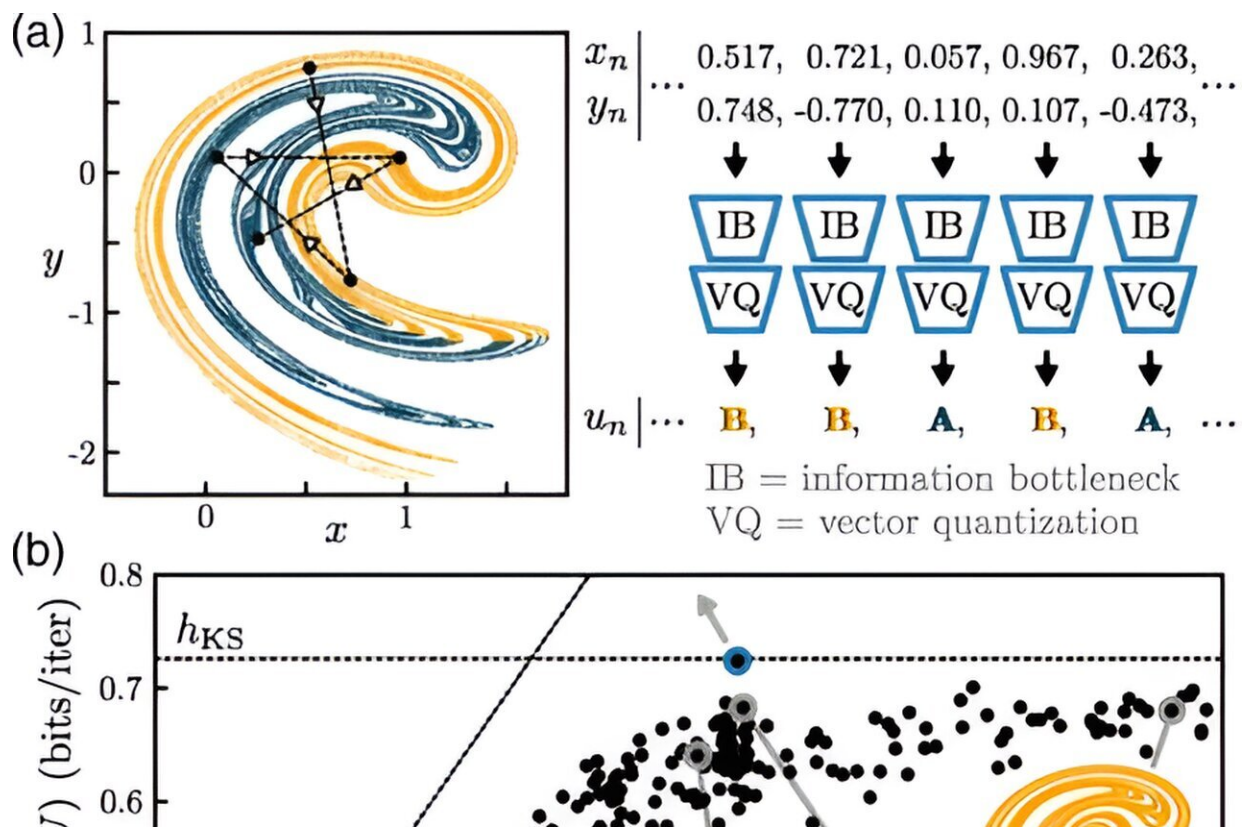 (a)
1
0
-1
-2
y
0
1
x
xₙ | ... 0.517, 0.721, 0.057, 0.967, 0.263, ...
yₙ | 0.748, -0.770, 0.110, 0.107, -0.473,
IB IB IB IB IB
VQ VQ VQ VQ VQ
uₙ | ... B, B, A, B, A, ...
IB = information bottleneck
VQ = vector quantization
(b)
0.8
0.7
0.6
(bits/iter)
h_KS